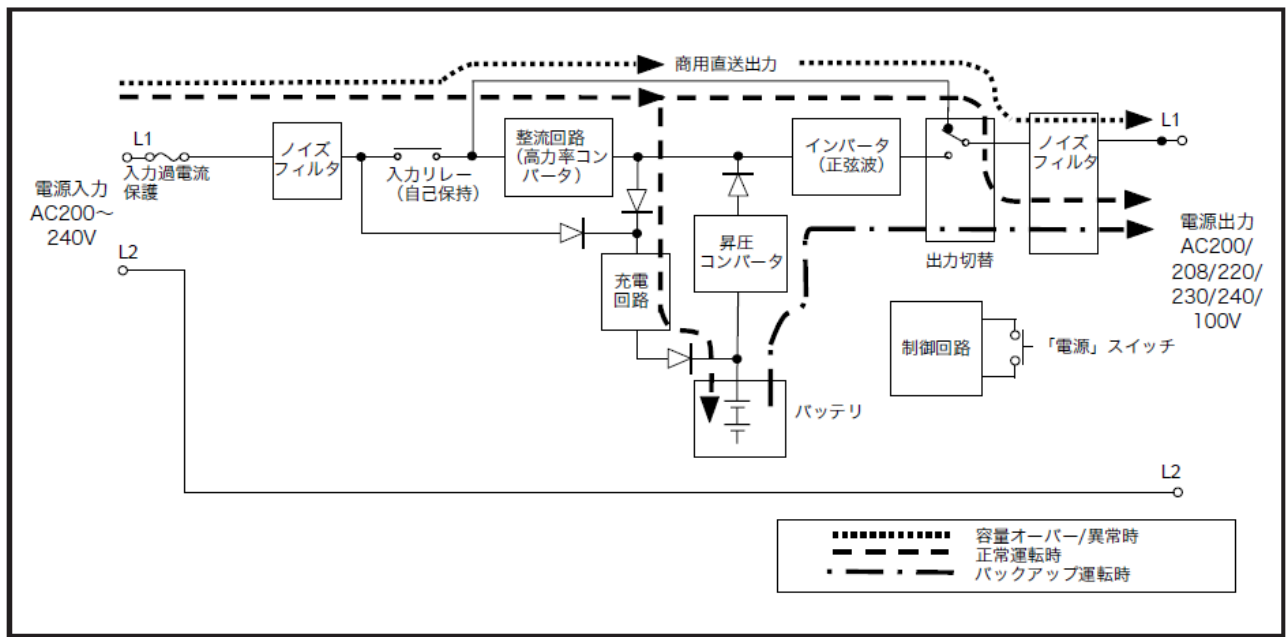 商用直送出力
L1
入力過電流
保護
電源入力
AC200～
240V
L2
ノイズ
フィルタ
入力リレー
（自己保持）
整流回路
（高力率コン
バータ）
充電
回路
昇圧
コンバータ
インバータ
（正弦波）
出力切替
ノイズ
フィルタ
L1
電源出力
AC200/
208/220/
230/240/
100V
制御回路
「電源」スイッチ
バッテリ
L2
容量オーバー/異常時
正常運転時
バックアップ運転時